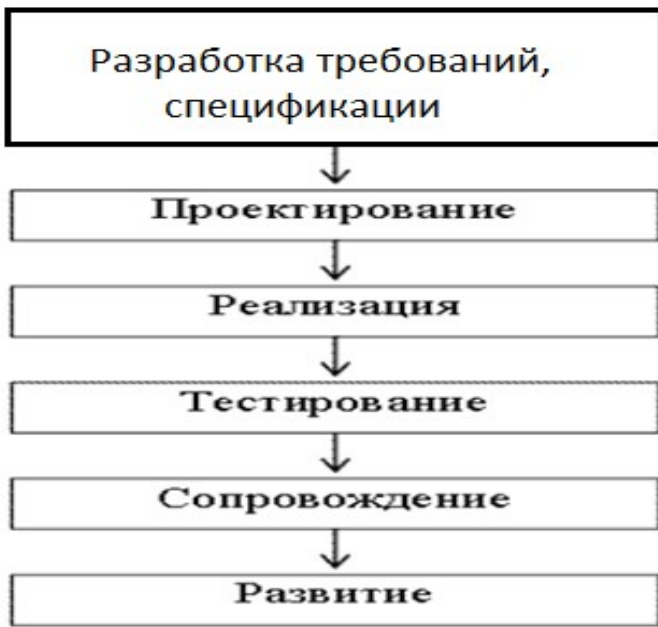 Разработка требований,
спецификации
Проектирование
Реализация
Тестирование
Сопровождение
Развитие